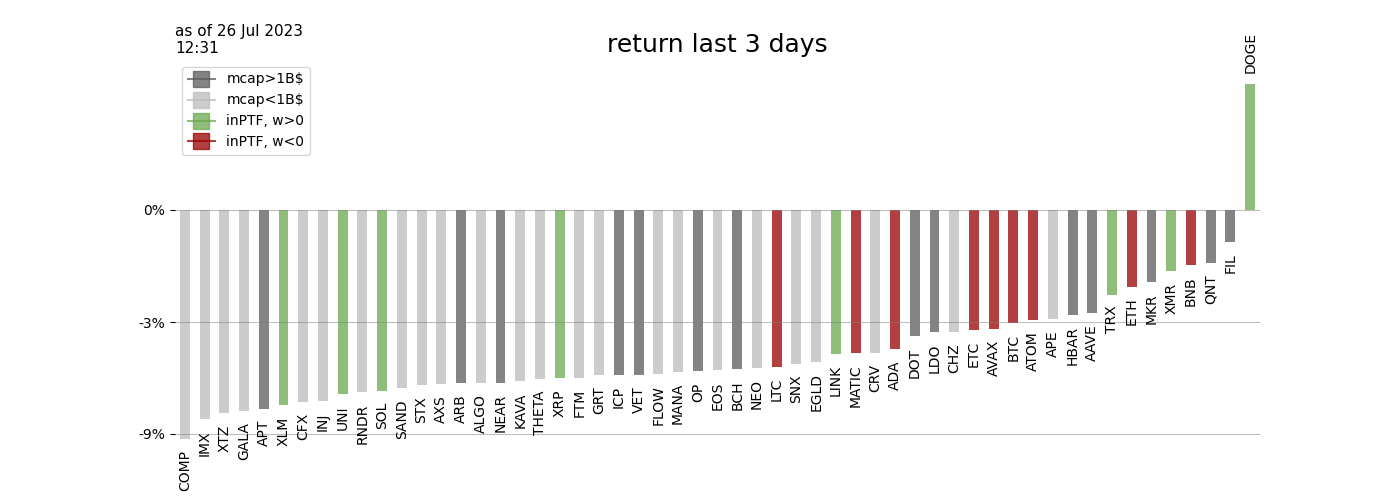 as of 26 Jul 2023
12:31
return last 3 days
mcap>1B$
mcap<1B$
inPTF, w>0
inPTF, w<0
0%
-3%
-9%
COMP
IMX
XTZ
GALA
APT
XLM
CFX
INJ
UNI
RNDR
SOL
SAND
STX
AXS
ARB
ALGO
NEAR
KAVA
THETA
XRP
FTM
GRT
ICP
VET
FLOW
MANA
OP
EOS
BCH
NEO
LTC
SNX
EGLD
LINK
MATIC
CRV
ADA
DOT
LDO
CHZ
ETC
AVAX
BTC
ATOM
APE
HBAR
AAVE
TRX
ETH
MKR
XMR
BNB
QNT
FIL
DOGE